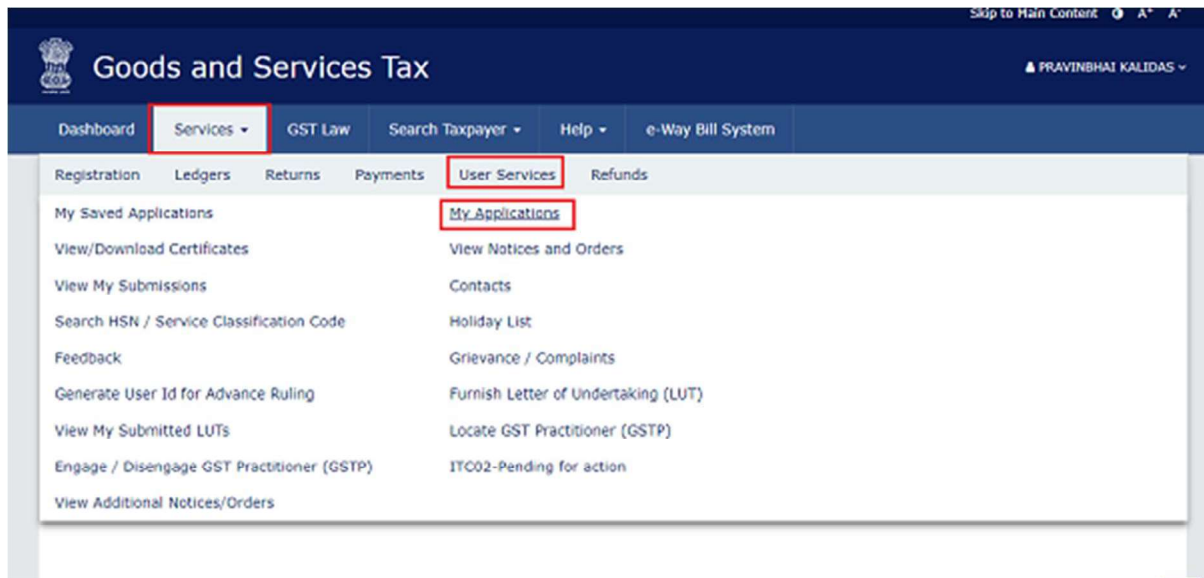 Skip to Main Content A+ A-
Goods and Services Tax
PRAVINBHAI KALIDAS
Dashboard Services GST Law Search Taxpayer Help e-Way Bill System
Registration Ledgers Returns Payments User Services Refunds
My Saved Applications My Applications
View/Download Certificates View Notices and Orders
View My Submissions Contacts
Search HSN / Service Classification Code Holiday List
Feedback Grievance / Complaints
Generate User Id for Advance Ruling Furnish Letter of Undertaking (LUT)
View My Submitted LUTs Locate GST Practitioner (GSTP)
Engage / Disengage GST Practitioner (GSTP) ITC02-Pending for action
View Additional Notices/Orders